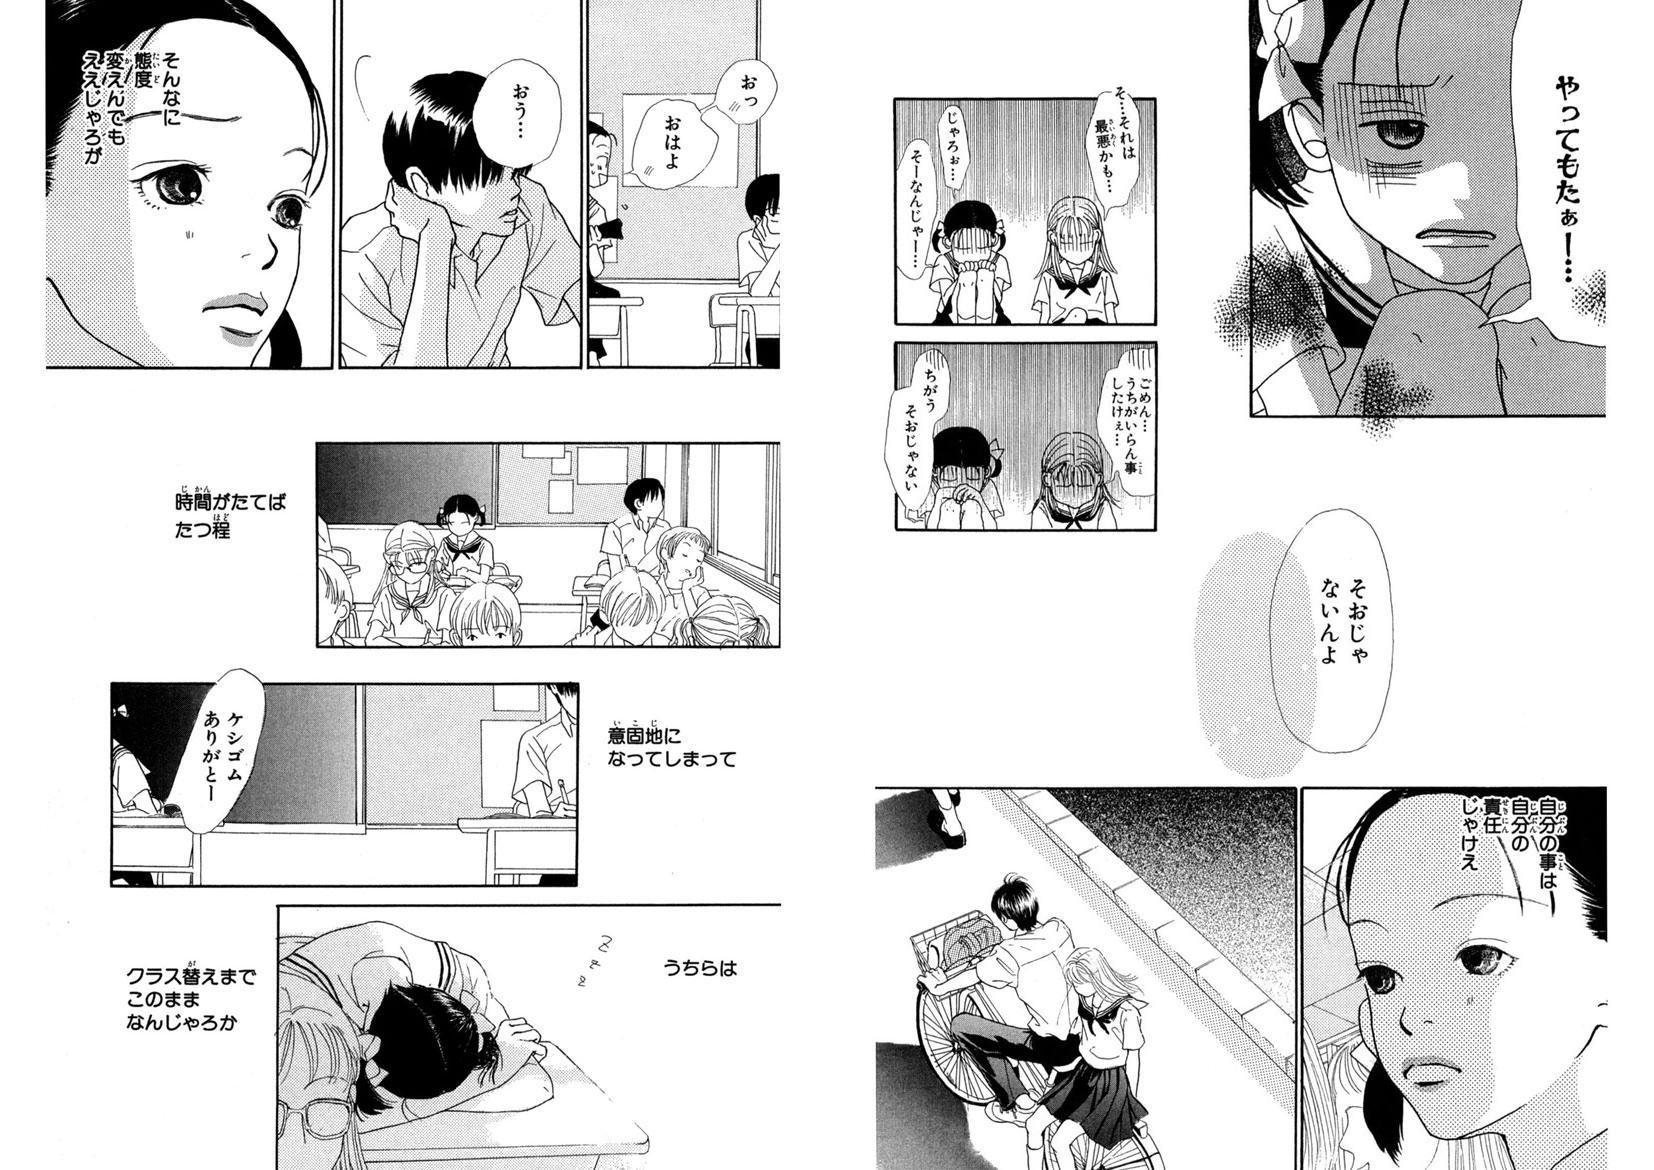 やってもたぁー…
そ…それは
最悪かも…
じゃろぉ…
そーなんじゃー…
ごめん…
うちがいらん事
したけぇ…
ちがう
そおじゃない
そおじゃ
ないんよ
自分の事はー
自分の
責任
じゃけえ
おっ
おはよ
おう…
そんなに
態度
変えんでも
ええじゃろが
時間がたてば
たつ程
意固地に
なってしまって
ケシゴム
ありがとー
うちらは
クラス替えまで
このまま
なんじゃろか